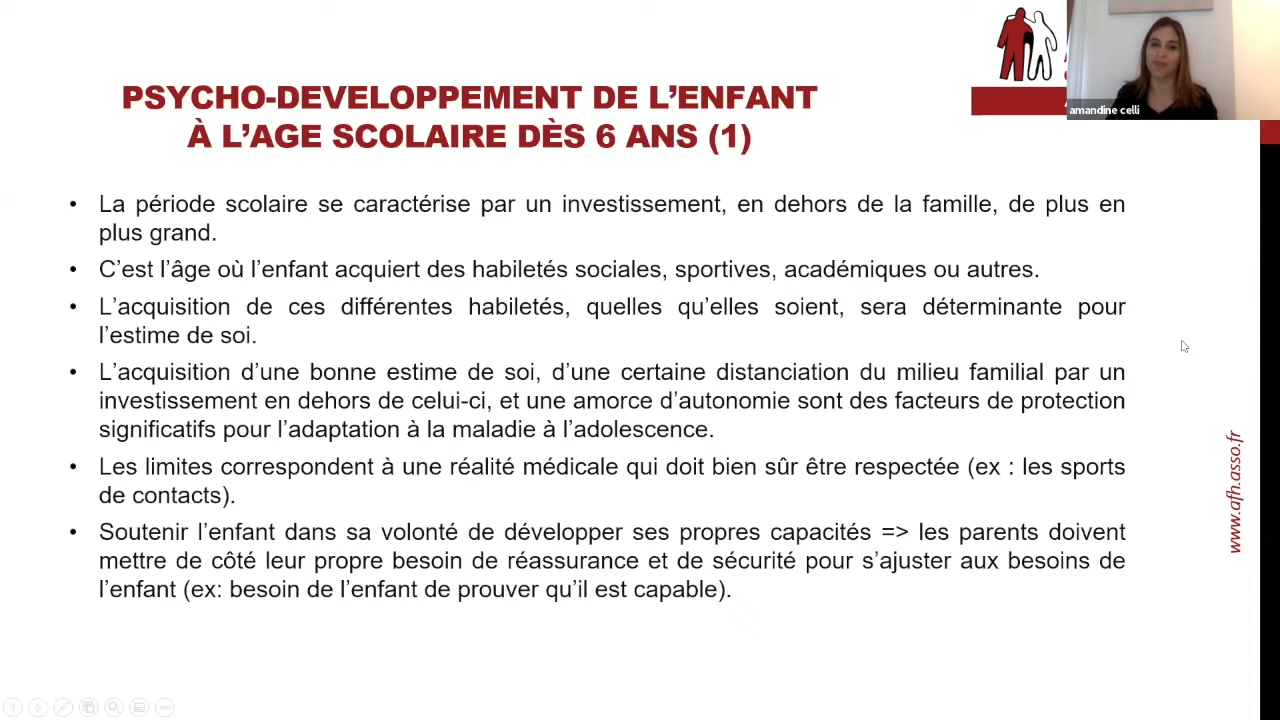 PSYCHO-DEVELOPPEMENT DE L’ENFANT
À L’AGE SCOLAIRE DÈS 6 ANS (1)
amandine celli
• La période scolaire se caractérise par un investissement, en dehors de la famille, de plus en
plus grand.
• C’est l’âge où l’enfant acquiert des habiletés sociales, sportives, académiques ou autres.
• L’acquisition de ces différentes habiletés, quelles qu’elles soient, sera déterminante pour
l’estime de soi.
• L’acquisition d’une bonne estime de soi, d’une certaine distanciation du milieu familial par un
investissement en dehors de celui-ci, et une amorce d’autonomie sont des facteurs de protection
significatifs pour l’adaptation à la maladie à l’adolescence.
• Les limites correspondent à une réalité médicale qui doit bien sûr être respectée (ex : les sports
de contacts).
• Soutenir l’enfant dans sa volonté de développer ses propres capacités => les parents doivent
mettre de côté leur propre besoin de réassurance et de sécurité pour s’ajuster aux besoins de
l’enfant (ex: besoin de l’enfant de prouver qu’il est capable).
www.afh.asso.fr